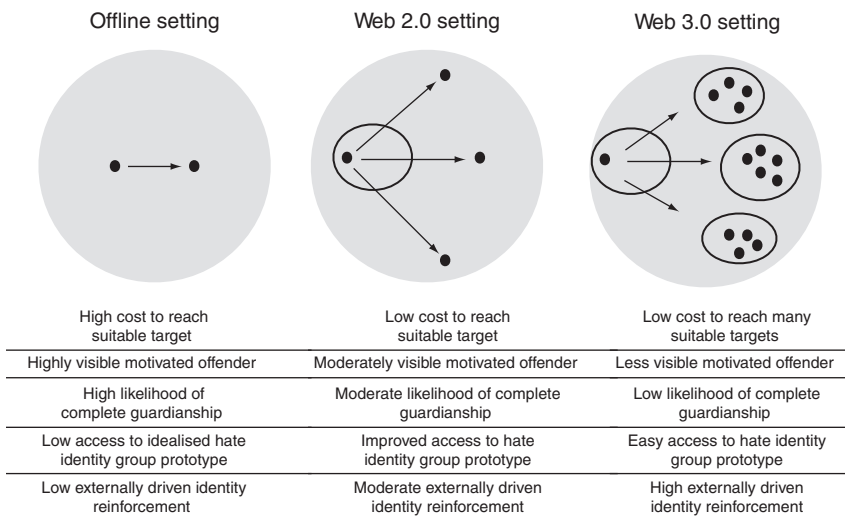 Offline setting
Web 2.0 setting
Web 3.0 setting
High cost to reach
suitable target
Low cost to reach
suitable target
Low cost to reach many
suitable targets
Highly visible motivated offender
Moderately visible motivated offender
Less visible motivated offender
High likelihood of
complete guardianship
Moderate likelihood of complete
guardianship
Low likelihood of complete
guardianship
Low access to idealised hate
identity group prototype
Improved access to hate
identity group prototype
Easy access to hate identity
group prototype
Low externally driven identity
reinforcement
Moderate externally driven
identity reinforcement
High externally driven
identity reinforcement